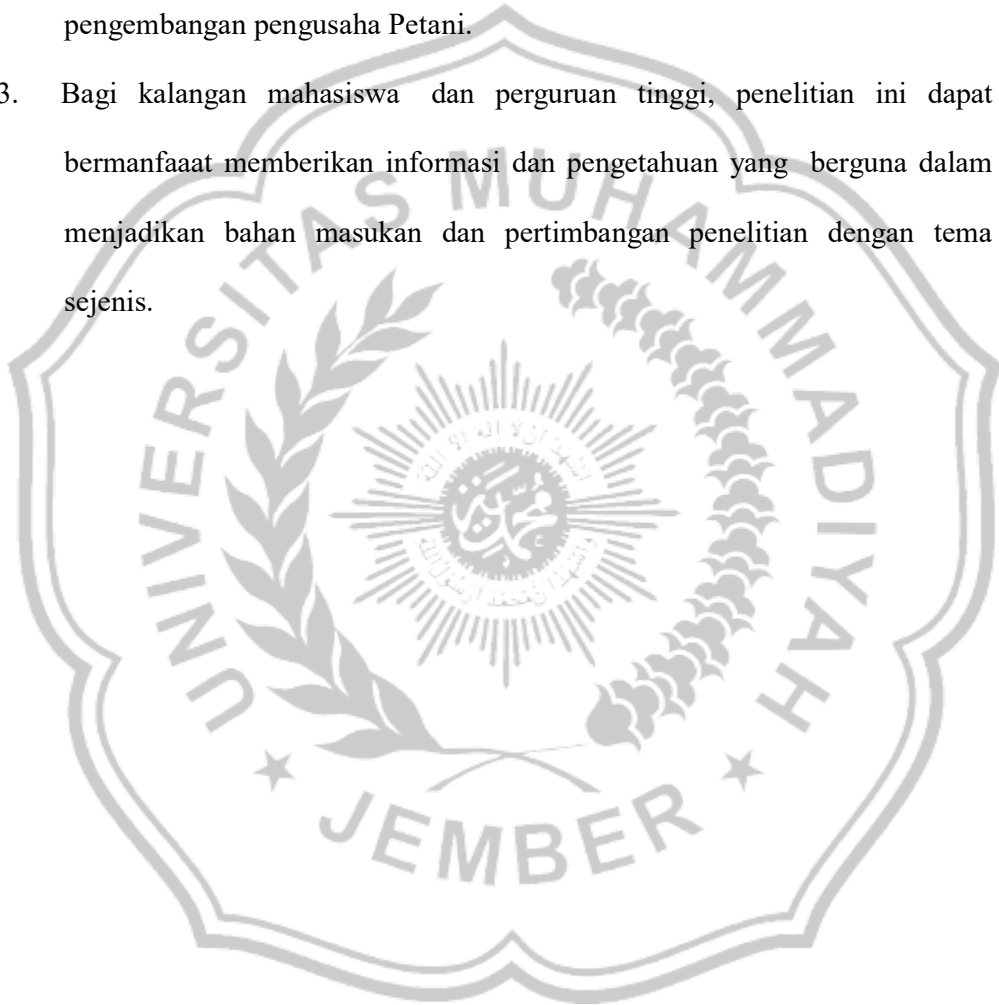 pengembangan pengusaha Petani.
3. Bagi kalangan mahasiswa dan perguruan tinggi, penelitian ini dapat
bermanfaaat memberikan informasi dan pengetahuan yang berguna dalam
menjadikan bahan masukan dan pertimbangan penelitian dengan tema
sejenis.
UNIVERSITAS MUHAMMADIYAH
JEMBER